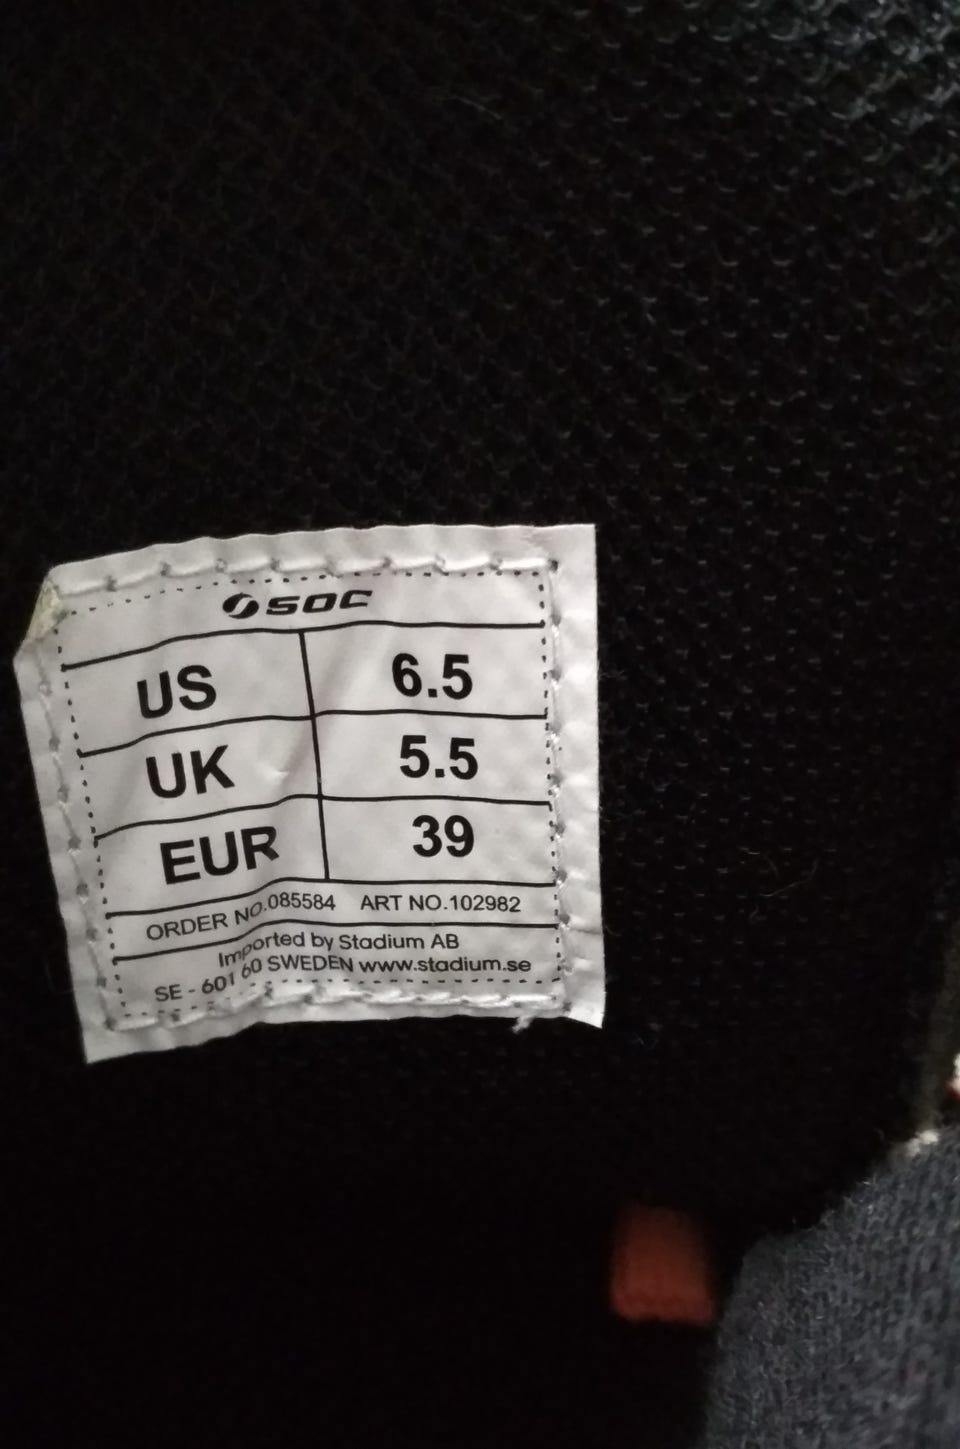 SOC
US 6.5
UK 5.5
EUR 39
ORDER NO.085584 ART NO.102982
Imported by Stadium AB
SE - 601 60 SWEDEN www.stadium.se